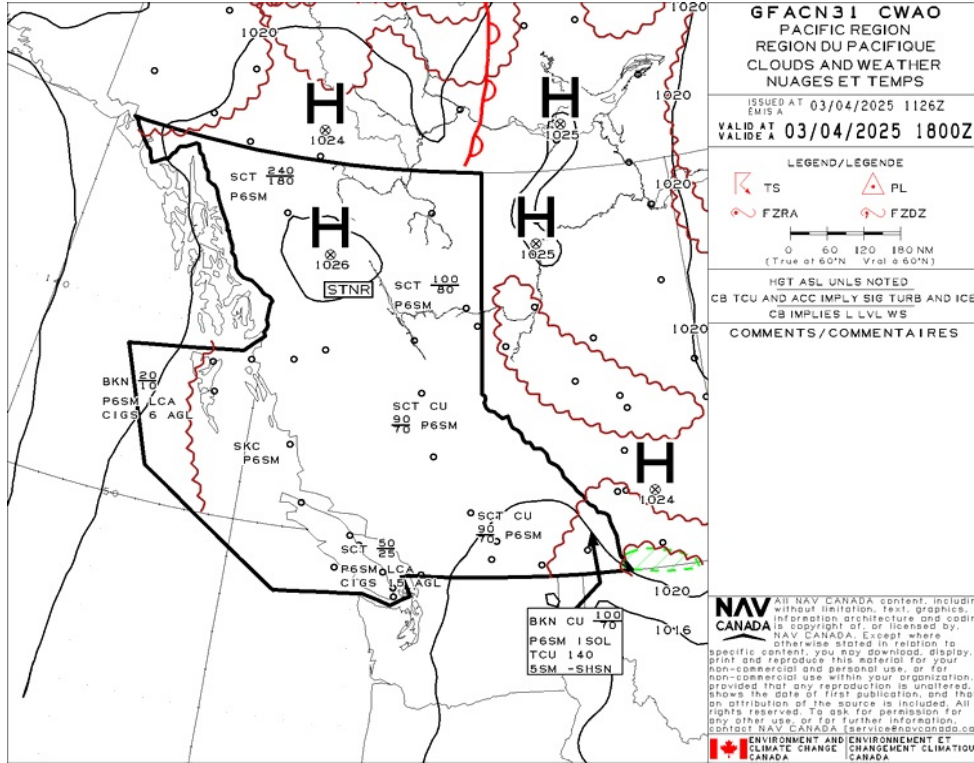 GFACN31 CWAO
PACIFIC REGION
REGION DU PACIFIQUE
CLOUDS AND WEATHER
NUAGES ET TEMPS
ISSUED AT 03/04/2025 1126Z
ÉMIS A
VALID AT 03/04/2025 1800Z
VALIDE A
LEGEND/LÉGENDE
TS
PL
FZRA
FZDZ
0 60 120 180 NM
(True at 60°N Vrai à 60°N)
HGT ASL UNLS NOTED
CB TCU AND ACC IMPLY SIG TURB AND ICE
CB IMPLIES L LVL WS
COMMENTS/COMMENTAIRES
1020
1020
H
1024
H
1025
1020
SCT 240
180
P6SM
1020
H
1026
STNR
H
1025
SCT 100
80
P6SM
110
1020
BKN 20
10
P6SM LCA
CIGS 6 AGL
SCT CU
90
70 P6SM
SKC
P6SM
H
1024
50
SCT CU
90
70 P6SM
SCT 50
25
P6SM LCA
CIGS 15 AGL
1020
1016
BKN CU 100
70
P6SM ISOL
TCU 140
5SM -SHSN
NAV
CANADA
All NAV CANADA content, includin
without limitation, text, graphics,
information architecture and codin
is copyright of, or licensed by,
NAV CANADA. Except where
otherwise stated in relation to
specific content, you may download, display,
print and reproduce this material for your
non-commercial and personal use, or for
non-commercial use within your organization,
provided that any reproduction is unaltered,
shows the date of first publication, and tha
an attribution of the source is included. All
rights reserved. To ask for permission for
any other use, or for further information,
contact NAV CANADA (service@navcanada.ca
ENVIRONMENT AND
CLIMATE CHANGE
CANADA
ENVIRONNEMENT ET
CHANGEMENT CLIMATIQU
CANADA